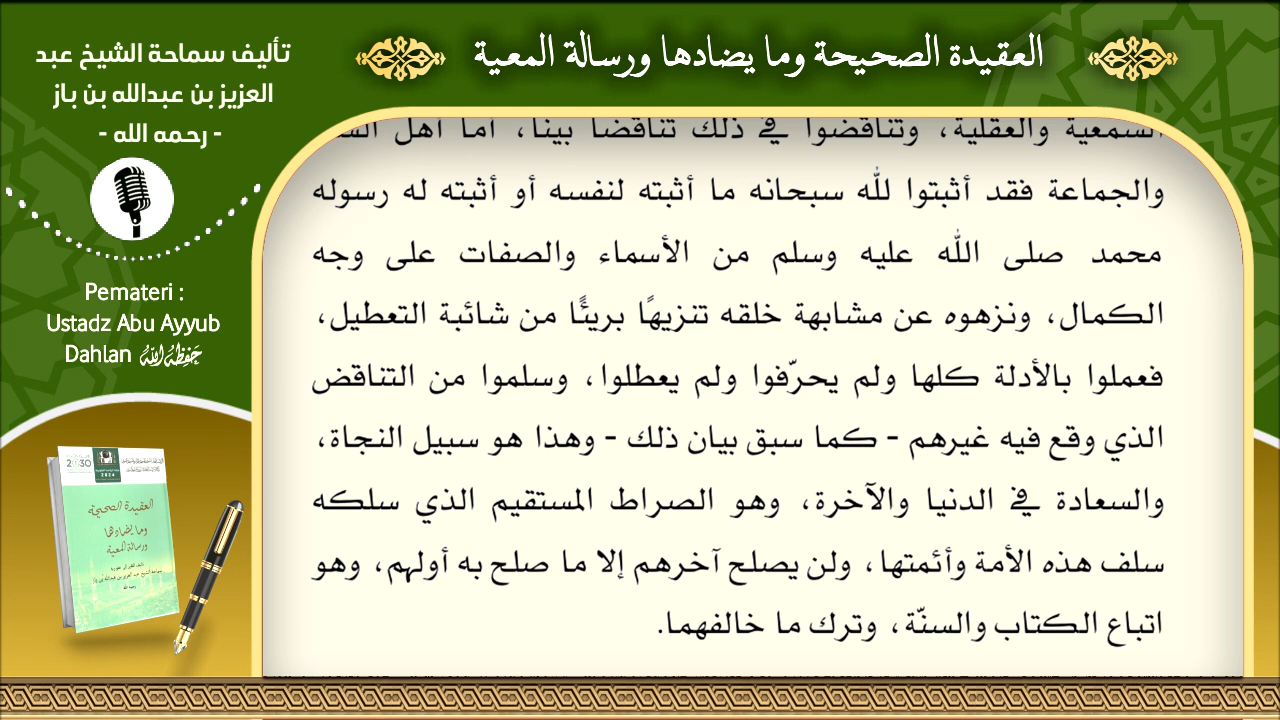 العقيدة الصحيحة وما يضادها ورسالة المعية
تأليف سماحة الشيخ عبد
العزيز بن عبدالله بن باز
- رحمه الله -
Pemateri :
Ustadz Abu Ayyub
Dahlan حَفِظَهُ اللهُ
السمعية والعقلية، وتناقضوا في ذلك تناقضا بينا، أما أهل
والجماعة فقد أثبتوا لله سبحانه ما أثبته لنفسه أو أثبته له رسوله
محمد صلى الله عليه وسلم من الأسماء والصفات على وجه
الكمال، ونزهوه عن مشابهة خلقه تنزيهًا بريئًا من شائبة التعطيل،
فعملوا بالأدلة كلها ولم يحرّفوا ولم يعطلوا، وسلموا من التناقض
الذي وقع فيه غيرهم - كما سبق بيان ذلك - وهذا هو سبيل النجاة،
والسعادة في الدنيا والآخرة، وهو الصراط المستقيم الذي سلكه
سلف هذه الأمة وأئمتها، ولن يصلح آخرهم إلا ما صلح به أولهم، وهو
اتباع الكتاب والسنّة، وترك ما خالفهما.
2030
2024
العقيدة الصحيحة
وما يضادها
ورسالة المعية